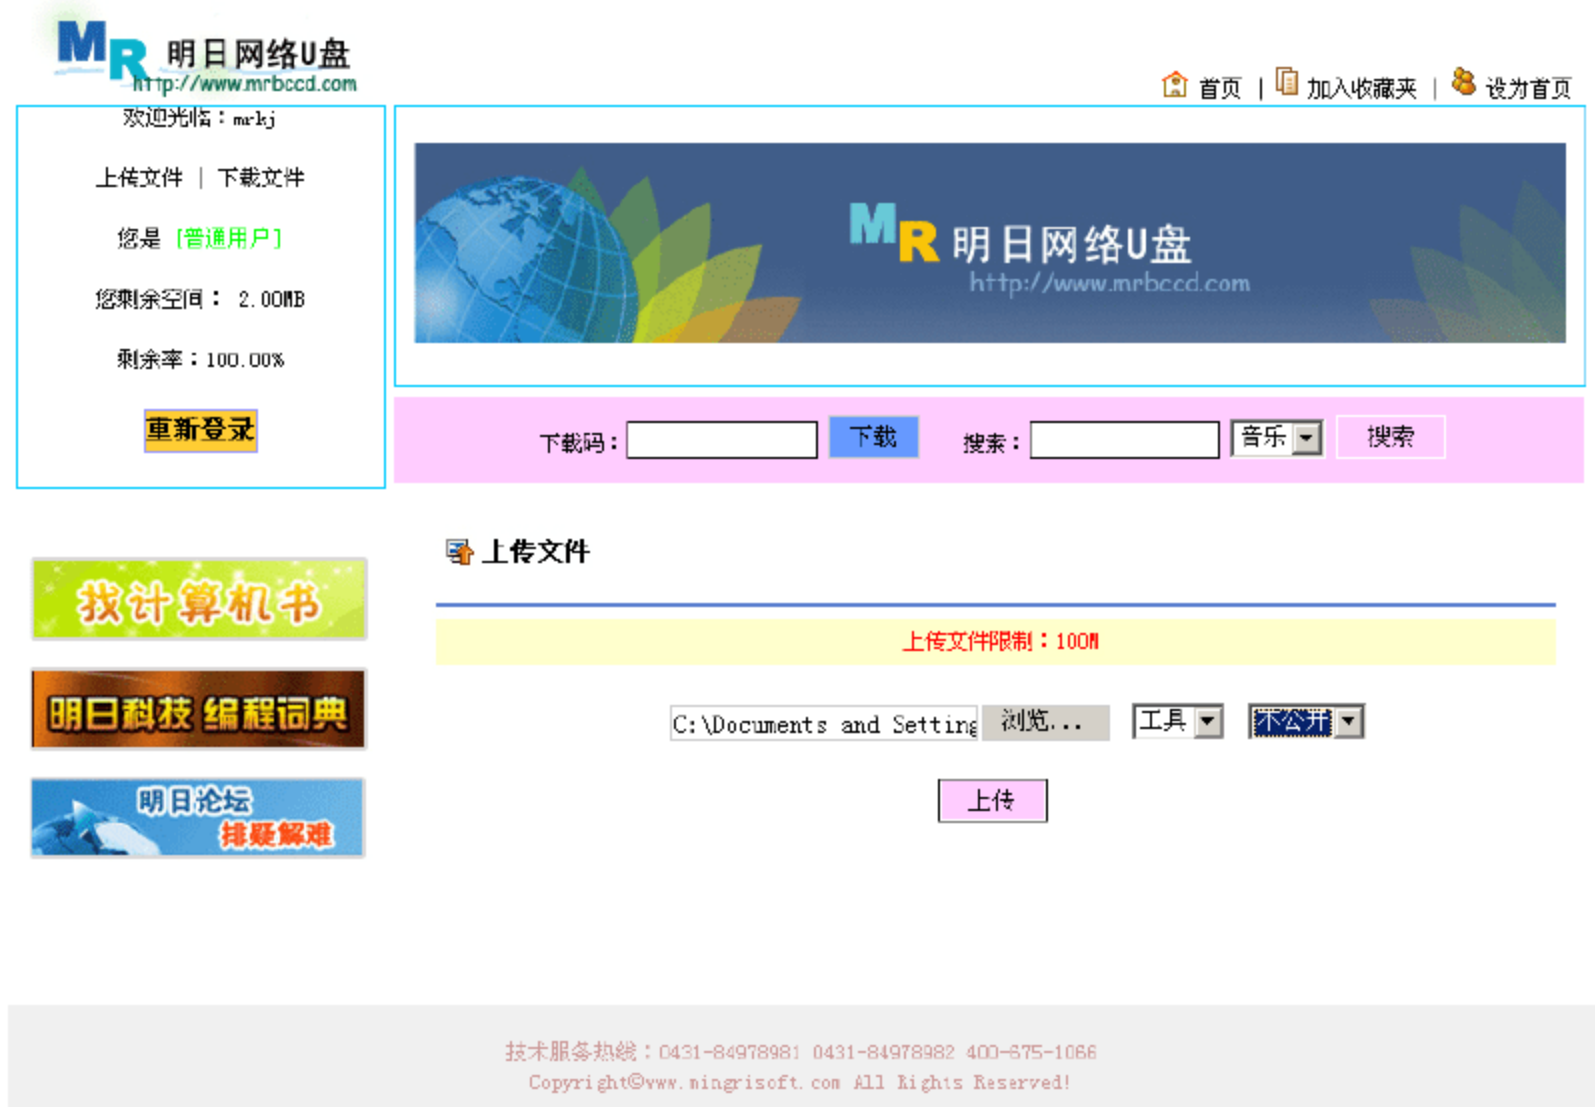 MR 明日网络U盘
http://www.mrbccd.com
首页 | 加入收藏夹 | 设为首页
欢迎光临：mrkj
上传文件 | 下载文件
您是 [普通用户]
您剩余空间： 2.00MB
剩余率：100.00%
重新登录
MR 明日网络U盘
http://www.mrbccd.com
下载码： 下载 搜索： 音乐 搜索
找计算机书
明日科技 编程词典
明日论坛
排疑解难
上传文件
上传文件限制：100M
C:\Documents and Setting 浏览... 工具 不公开
上传
技术服务热线：0431-84978981 0431-84978982 400-675-1066
Copyright©www.mingrisoft.com All Rights Reserved!